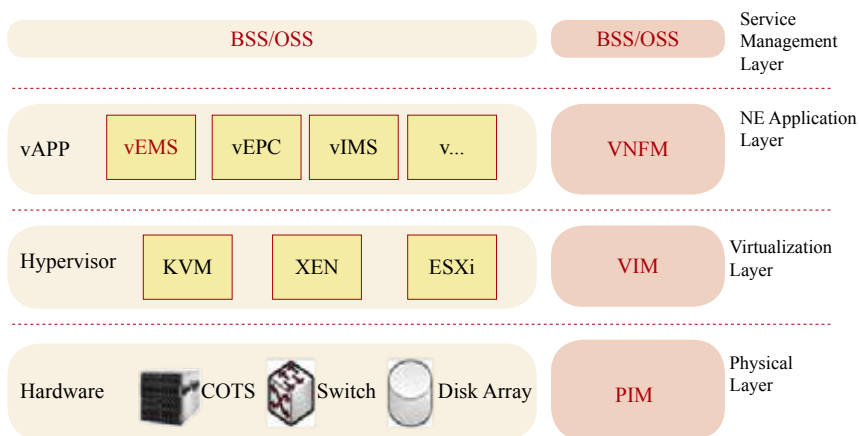 BSS/OSS
BSS/OSS
Service
Management
Layer
vAPP
vEMS
vEPC
vIMS
v...
VNFM
NE Application
Layer
Hypervisor
KVM
XEN
ESXi
VIM
Virtualization
Layer
Hardware
COTS
Switch
Disk Array
PIM
Physical
Layer